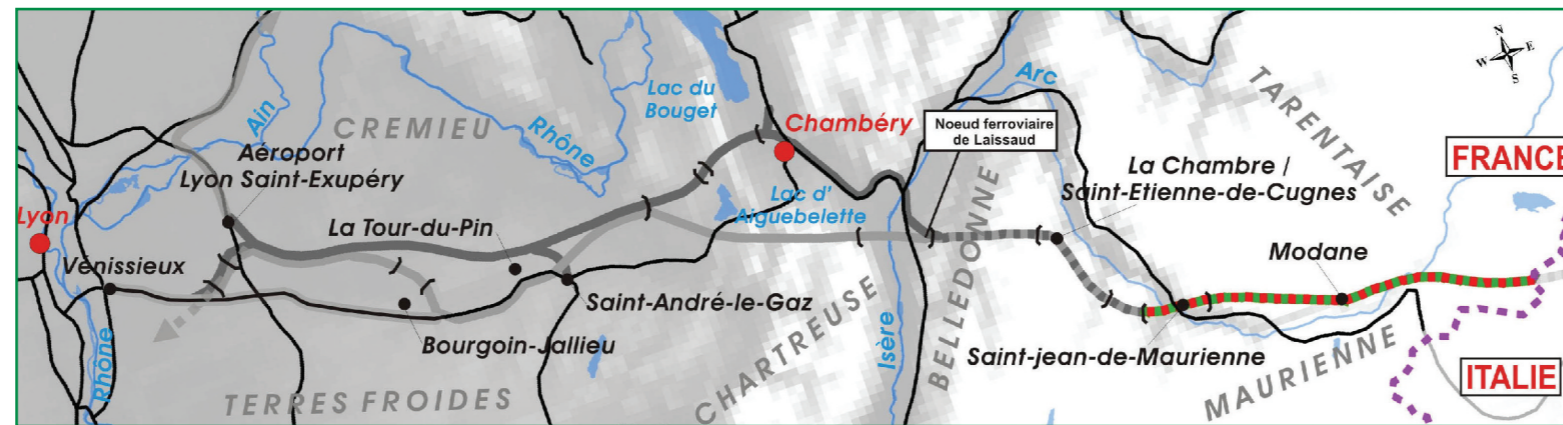 Lyon
Vénissieux
Rhône
Ain
CREMIEU
Aéroport
Lyon Saint-Exupéry
La Tour-du-Pin
Bourgoin-Jallieu
TERRES FROIDES
Rhône
Saint-André-le-Gaz
Lac du
Bouget
Chambéry
Lac d'
Aiguebelette
CHARTREUSE
Isère
Noeud ferroviaire
de Laissaud
BELLEDONNE
Arc
La Chambre /
Saint-Etienne-de-Cugnes
TARENTAISE
Saint-jean-de-Maurienne
Modane
MAURIENNE
N
W E
S
FRANCE
ITALIE